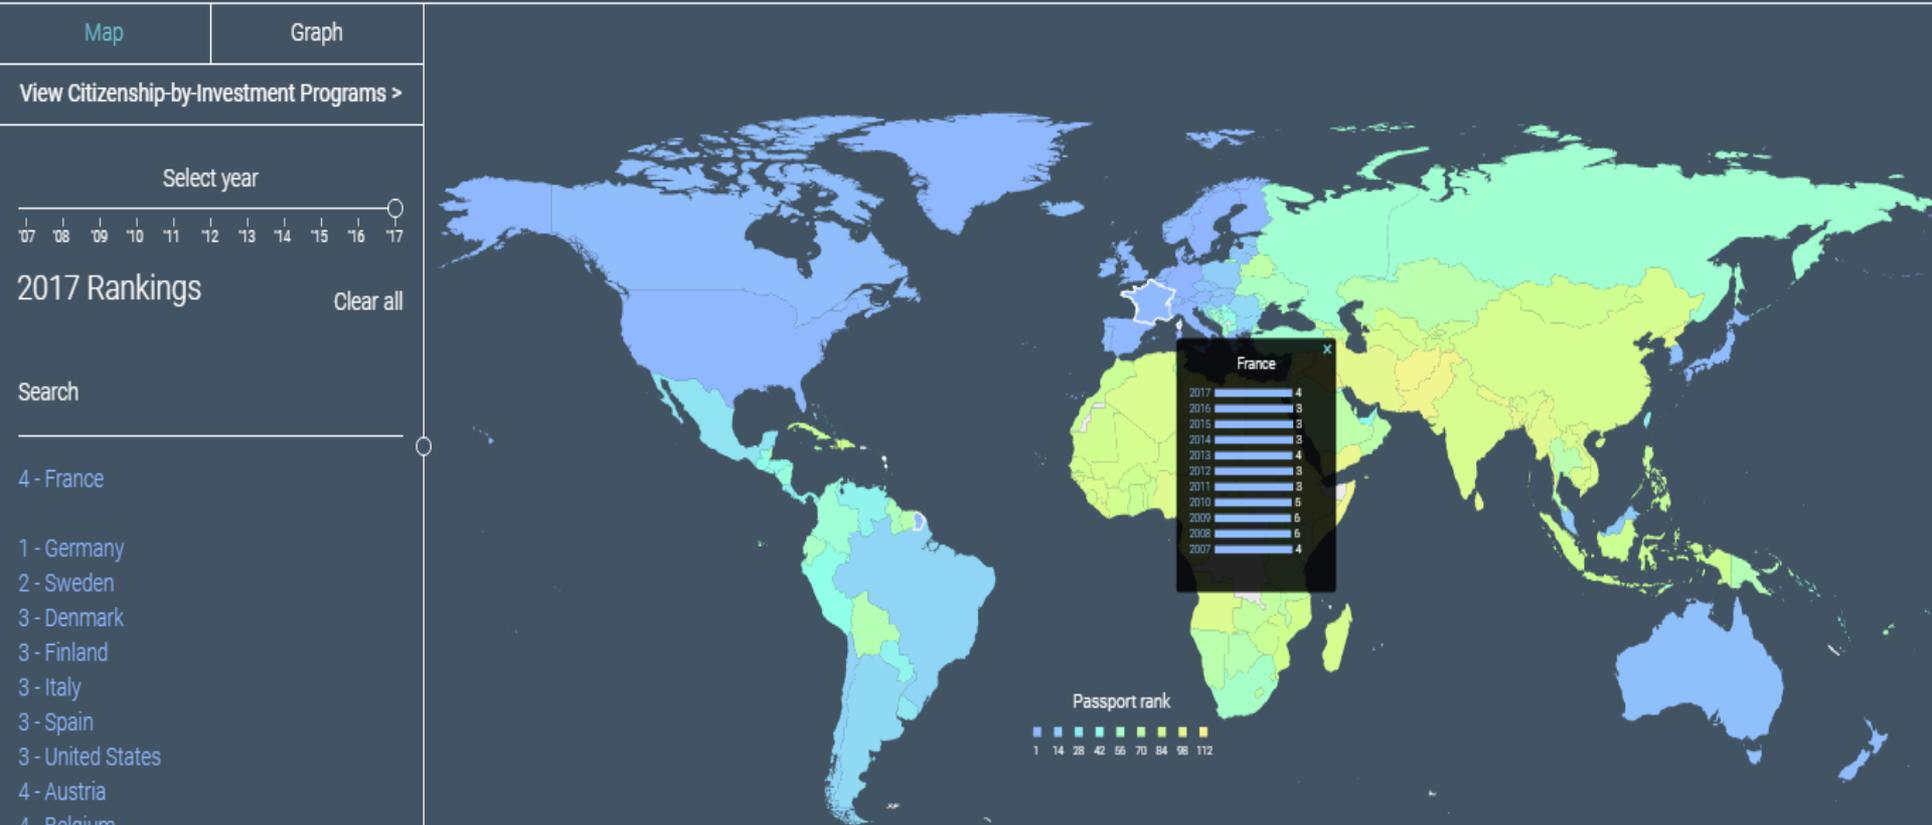 Map
Graph
View Citizenship-by-Investment Programs >
Select year
'07 '08 '09 '10 '11 '12 '13 '14 '15 '16 '17
2017 Rankings
Clear all
Search
4 - France
1 - Germany
2 - Sweden
3 - Denmark
3 - Finland
3 - Italy
3 - Spain
3 - United States
4 - Austria
4 - Belgium
x
France
2017 4
2016 3
2015 3
2014 3
2013 4
2012 3
2011 3
2010 5
2009 6
2008 6
2007 4
Passport rank
1 14 28 42 56 70 84 98 112